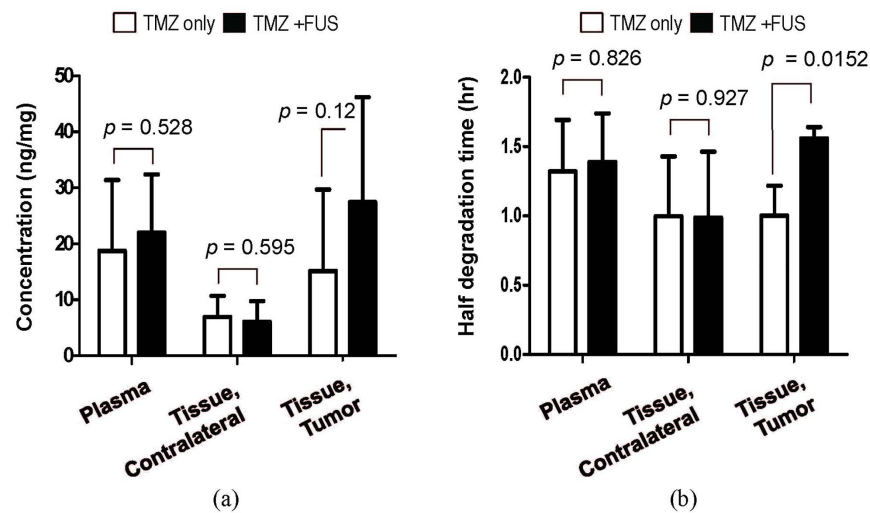 TMZ only TMZ +FUS
Concentration (ng/mg)
50
40
30
20
10
0
p = 0.528
p = 0.595
p = 0.12
Plasma
Tissue,
Contralateral
Tissue,
Tumor
(a)
TMZ only TMZ +FUS
Half degradation time (hr)
2.0
1.5
1.0
0.5
0.0
p = 0.826
p = 0.927
p = 0.0152
Plasma
Tissue,
Contralateral
Tissue,
Tumor
(b)